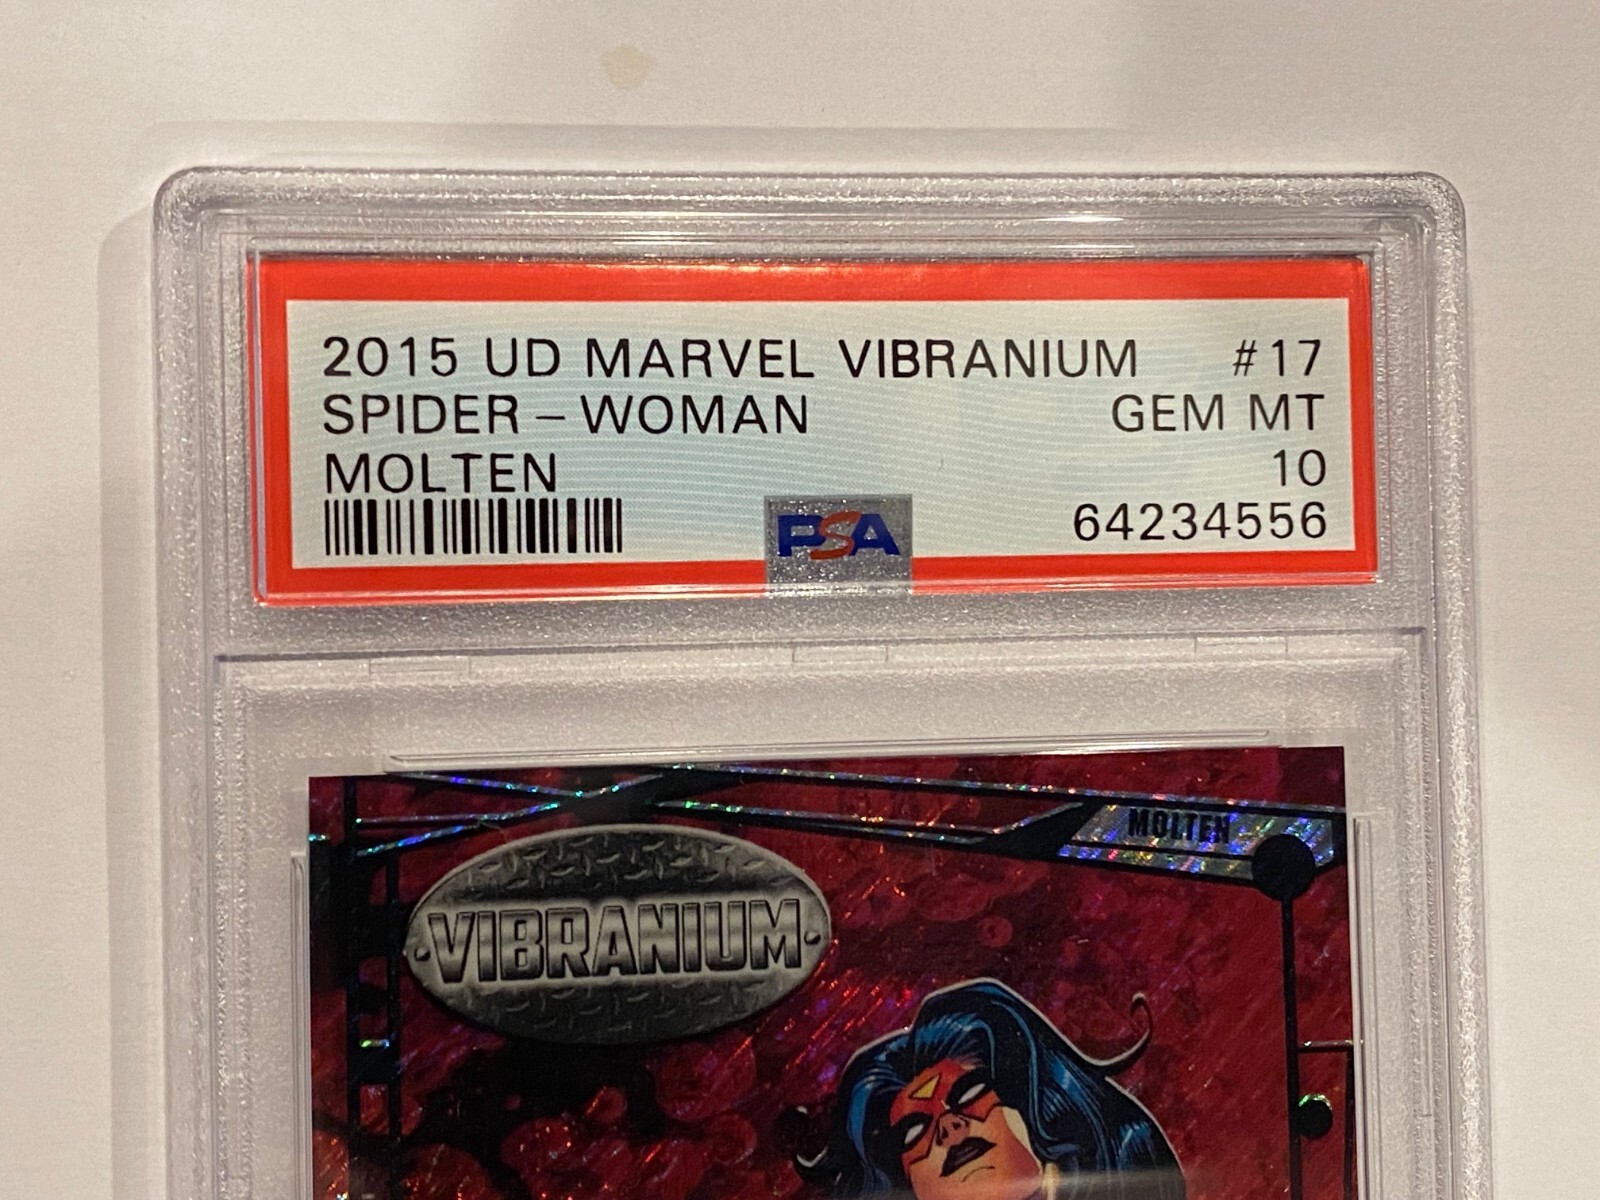 2015 UD MARVEL VIBRANIUM #17
SPIDER-WOMAN GEM MT
MOLTEN 10
PSA 64234556
MOLTEN
VIBRANIUM